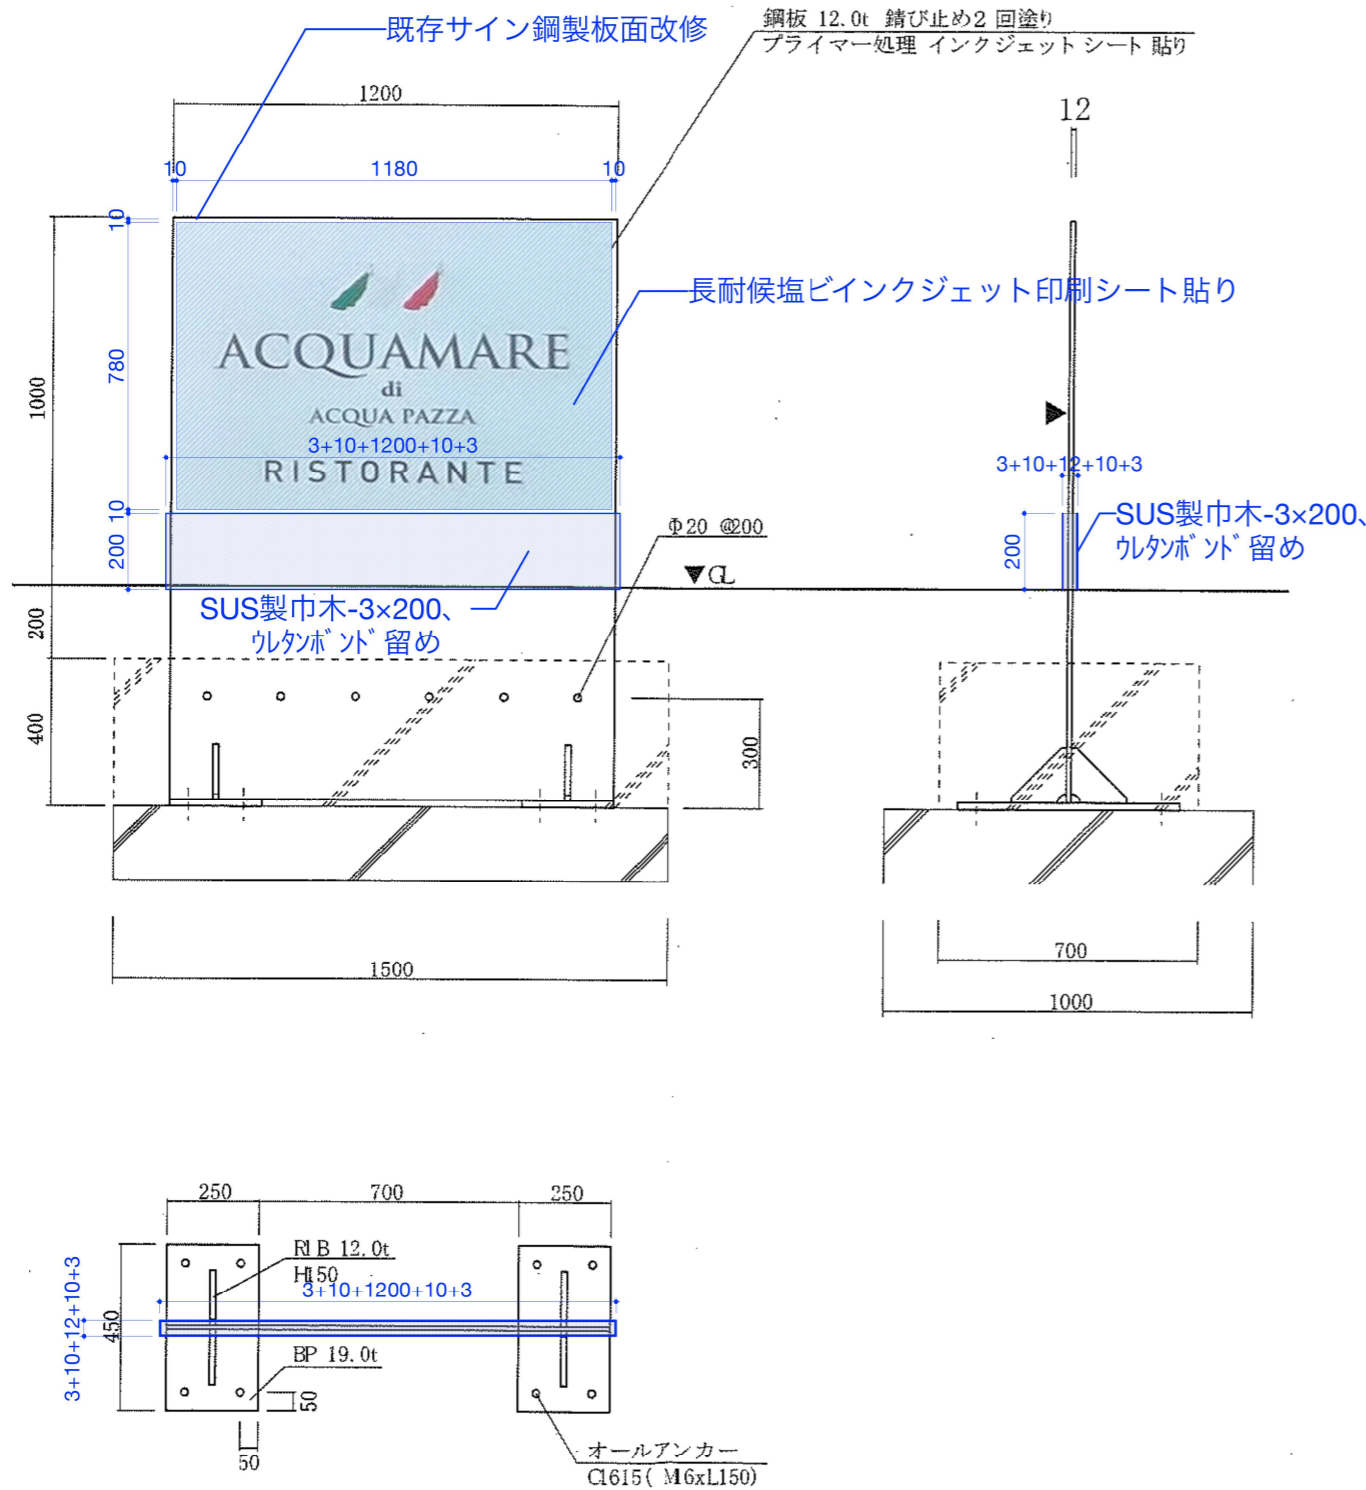 既存サイン鋼製板面改修
鋼板 12.0t 錆び止め2 回塗り
プライマー処理 インクジェット シート 貼り
1200
12
10
1180
10
10
長耐候塩ビインクジェット印刷シート貼り
ACQUAMARE
di
ACQUA PAZZA
3+10+1200+10+3
RISTORANTE
780
1000
3+10+12+10+3
10
200
SUS製巾木-3×200、
ウレタンボンド留め
200
Φ20 @200
GL
SUS製巾木-3×200、
ウレタンボンド留め
200
400
300
1500
700
1000
250
700
250
RIB 12.0t
H150
3+10+1200+10+3
3+10+12+10+3
450
BP 19.0t
50
50
オールアンカー
C1615( M16xL150)